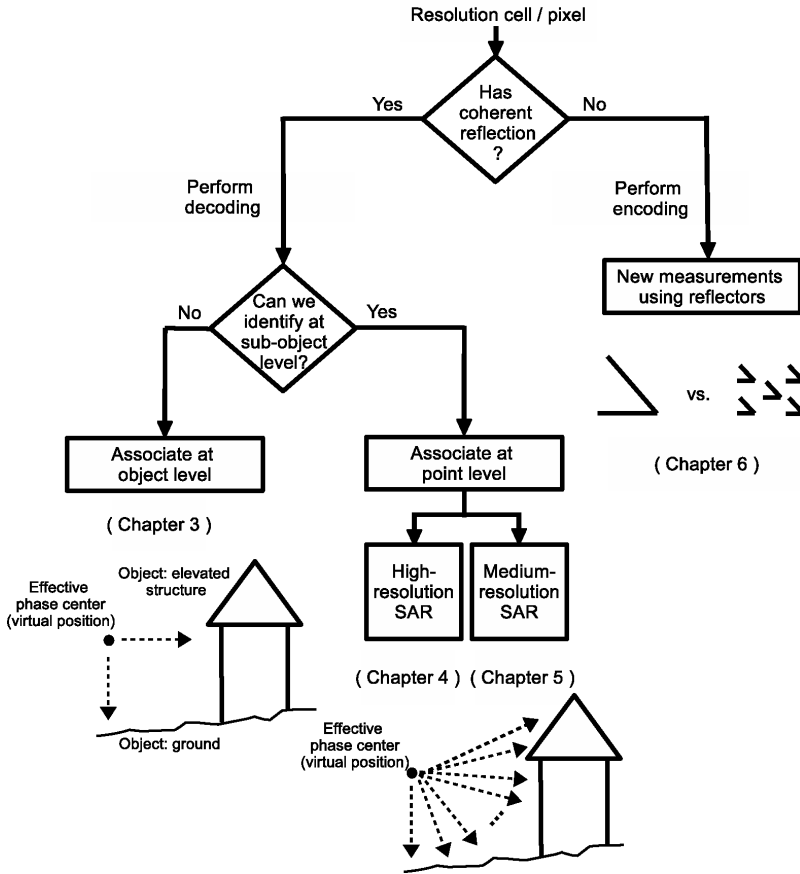 Resolution cell / pixel
Has
coherent
reflection
?
Yes
No
Perform
decoding
Perform
encoding
New measurements
using reflectors
Can we
identify at
sub-object
level?
No
Yes
vs.
( Chapter 6 )
Associate at
object level
Associate at
point level
( Chapter 3 )
High-
resolution
SAR
Medium-
resolution
SAR
( Chapter 4 )
( Chapter 5 )
Effective
phase center
(virtual position)
Object: elevated
structure
Object: ground
Effective
phase center
(virtual position)